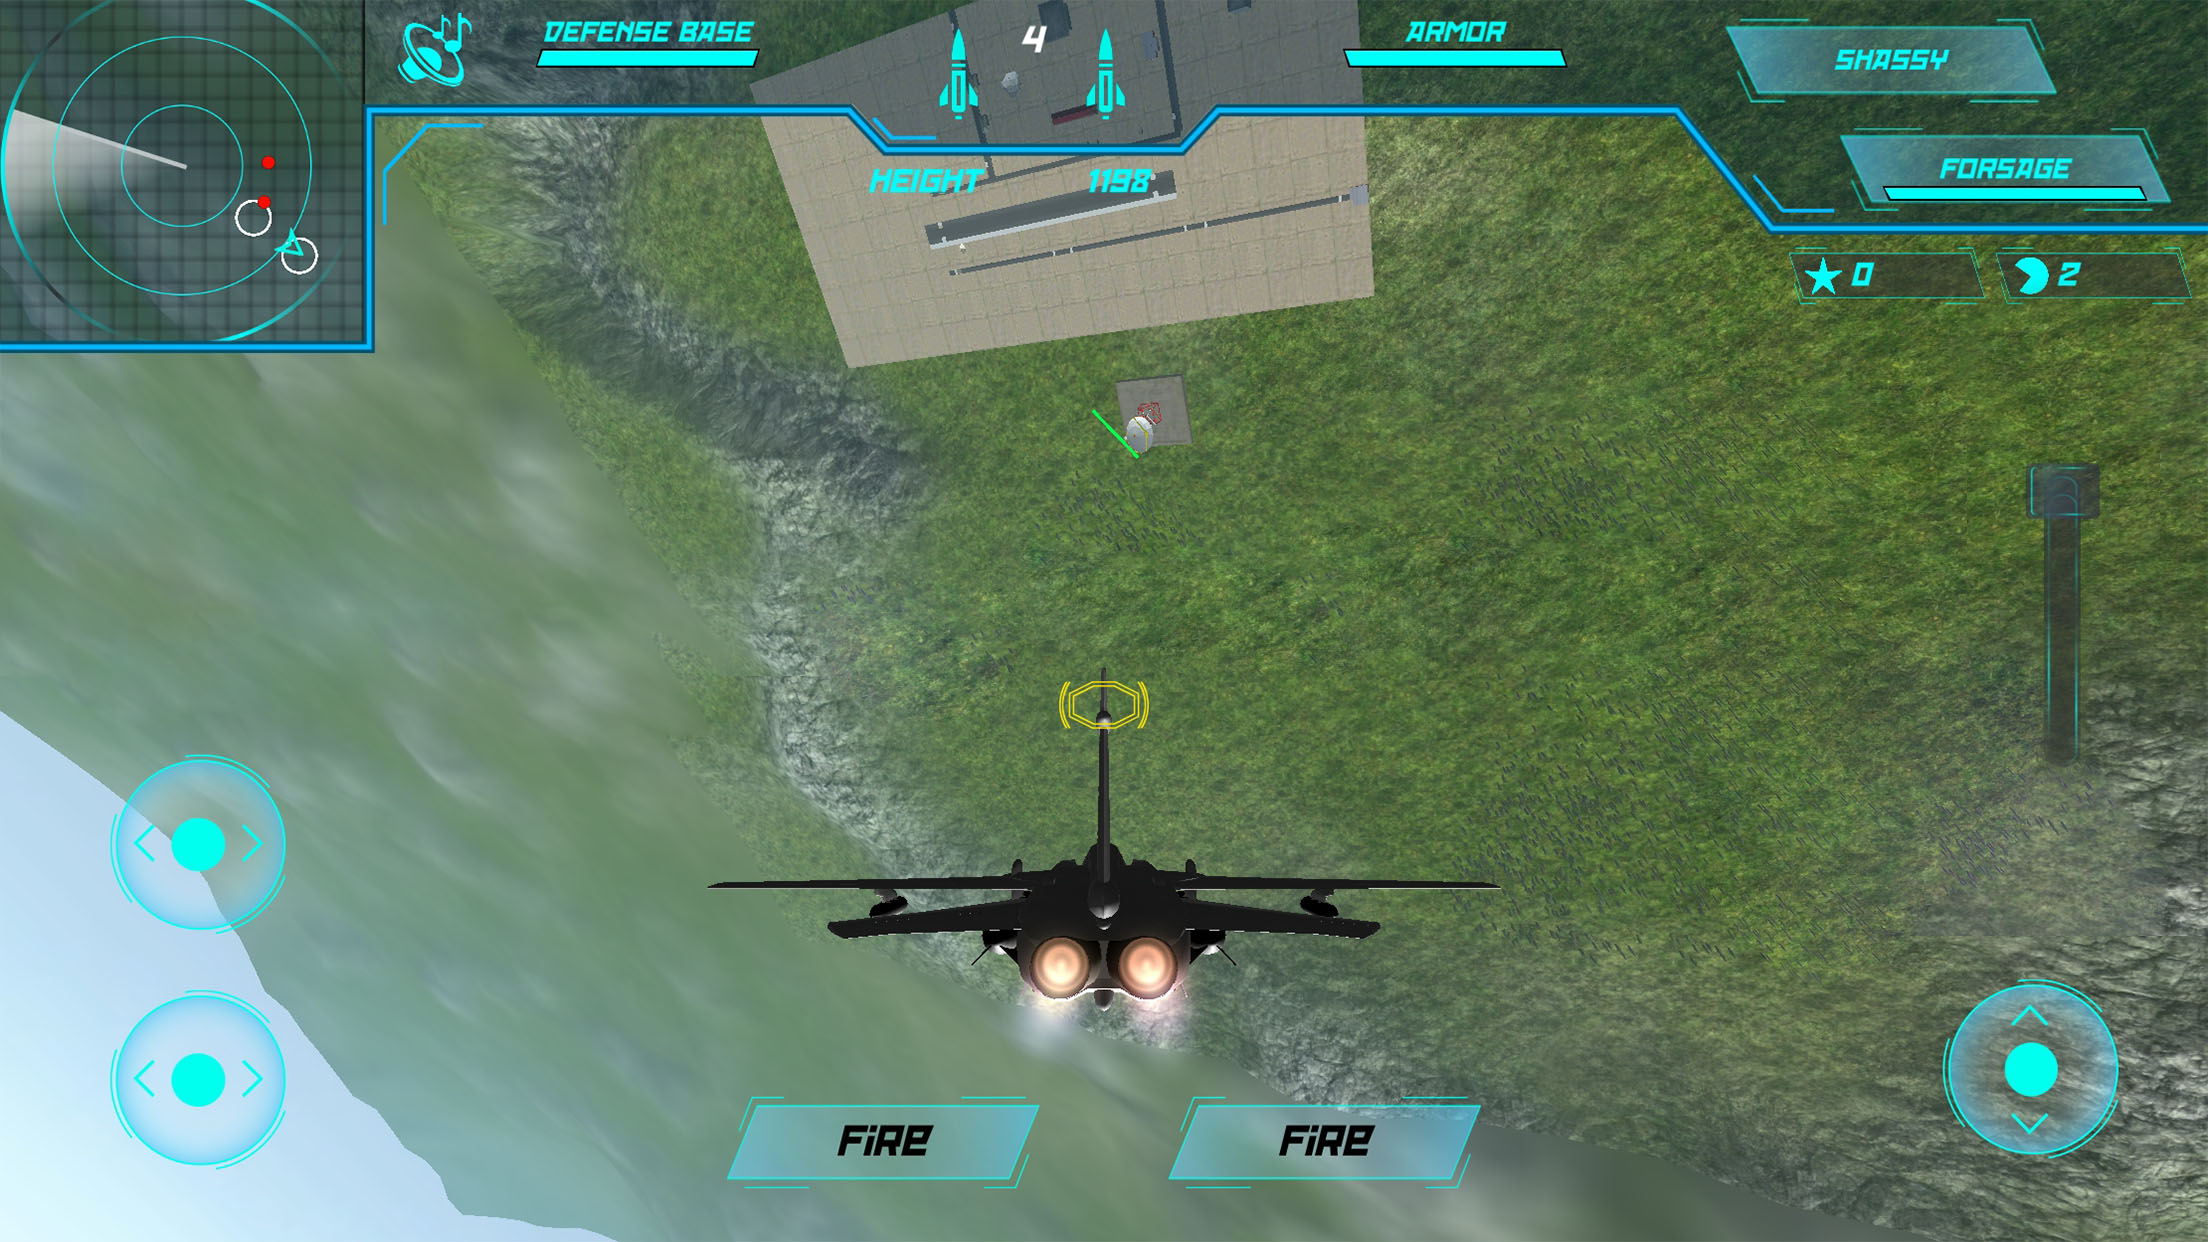 DEFENSE BASE
4
ARMOR
SHASSY
HEIGHT 1198
FORSAGE
0
2
FIRE
FIRE